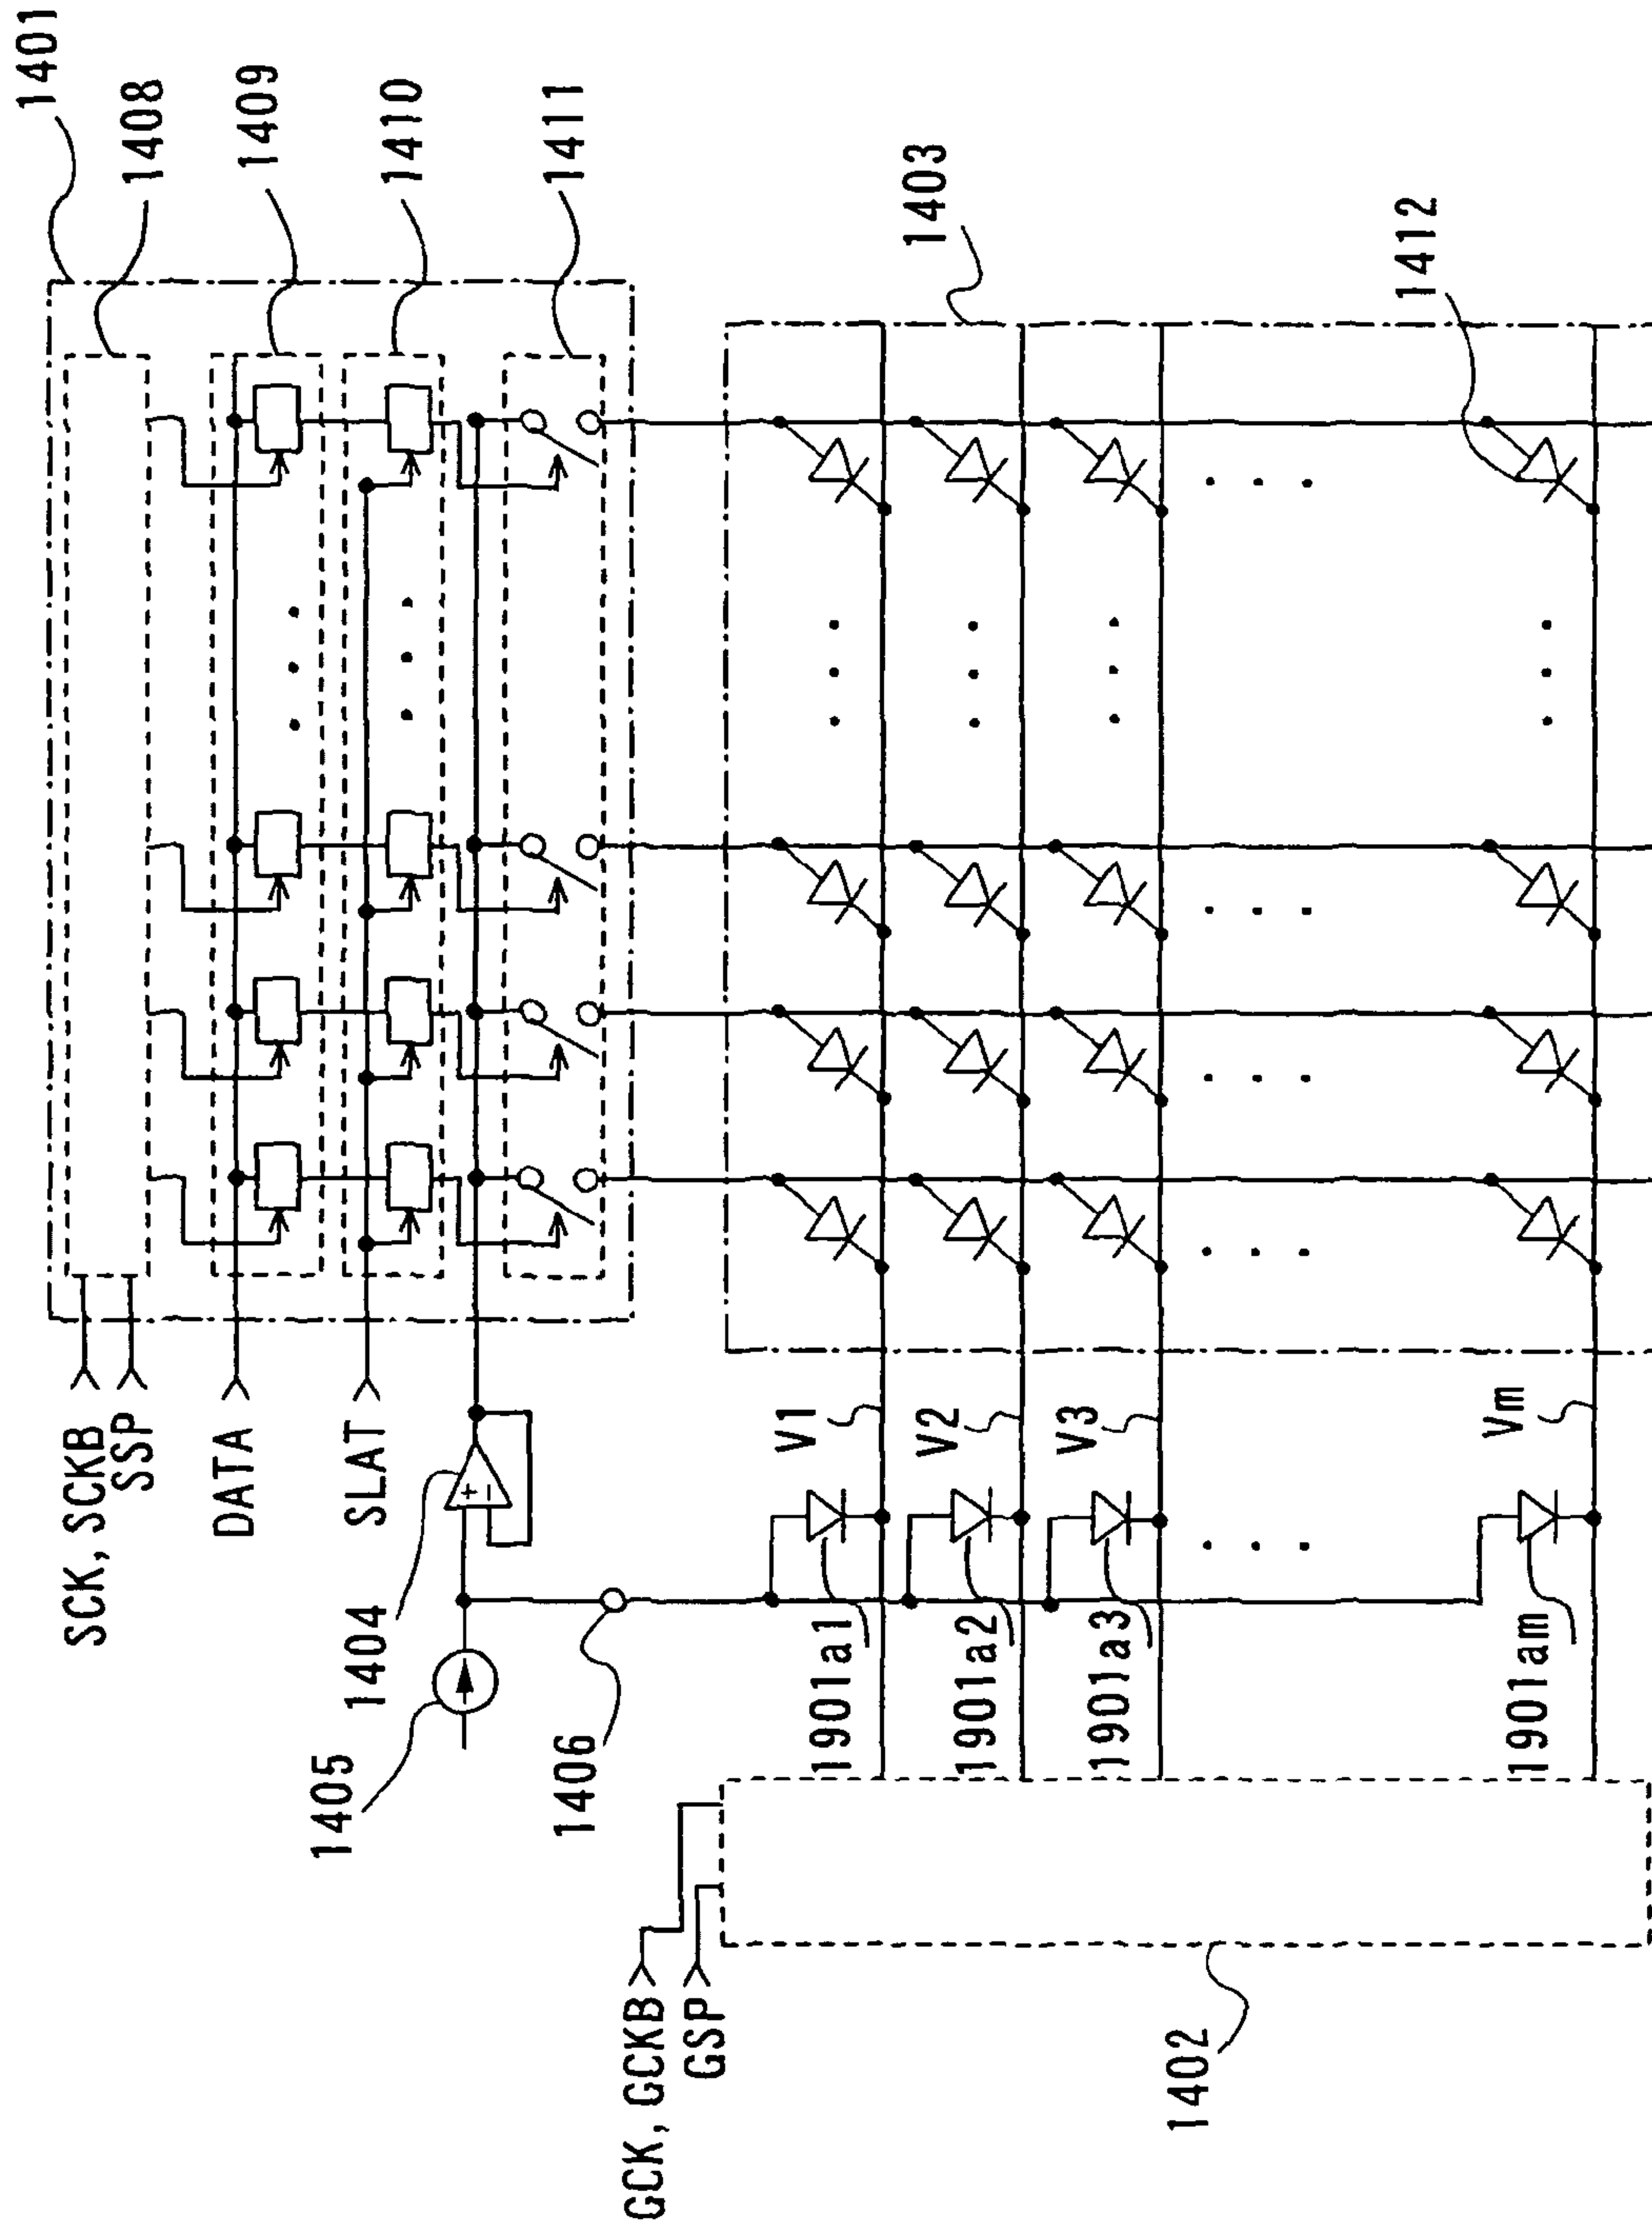 1401
1408
1409
1410
1411
1403
1412
SCK, SCKB
SSP
DATA
SLAT
1404
1405
1406
V1
V2
V3
Vm
1901a1
1901a2
1901a3
1901am
GCK, GCKB
GSP
1402
+
−